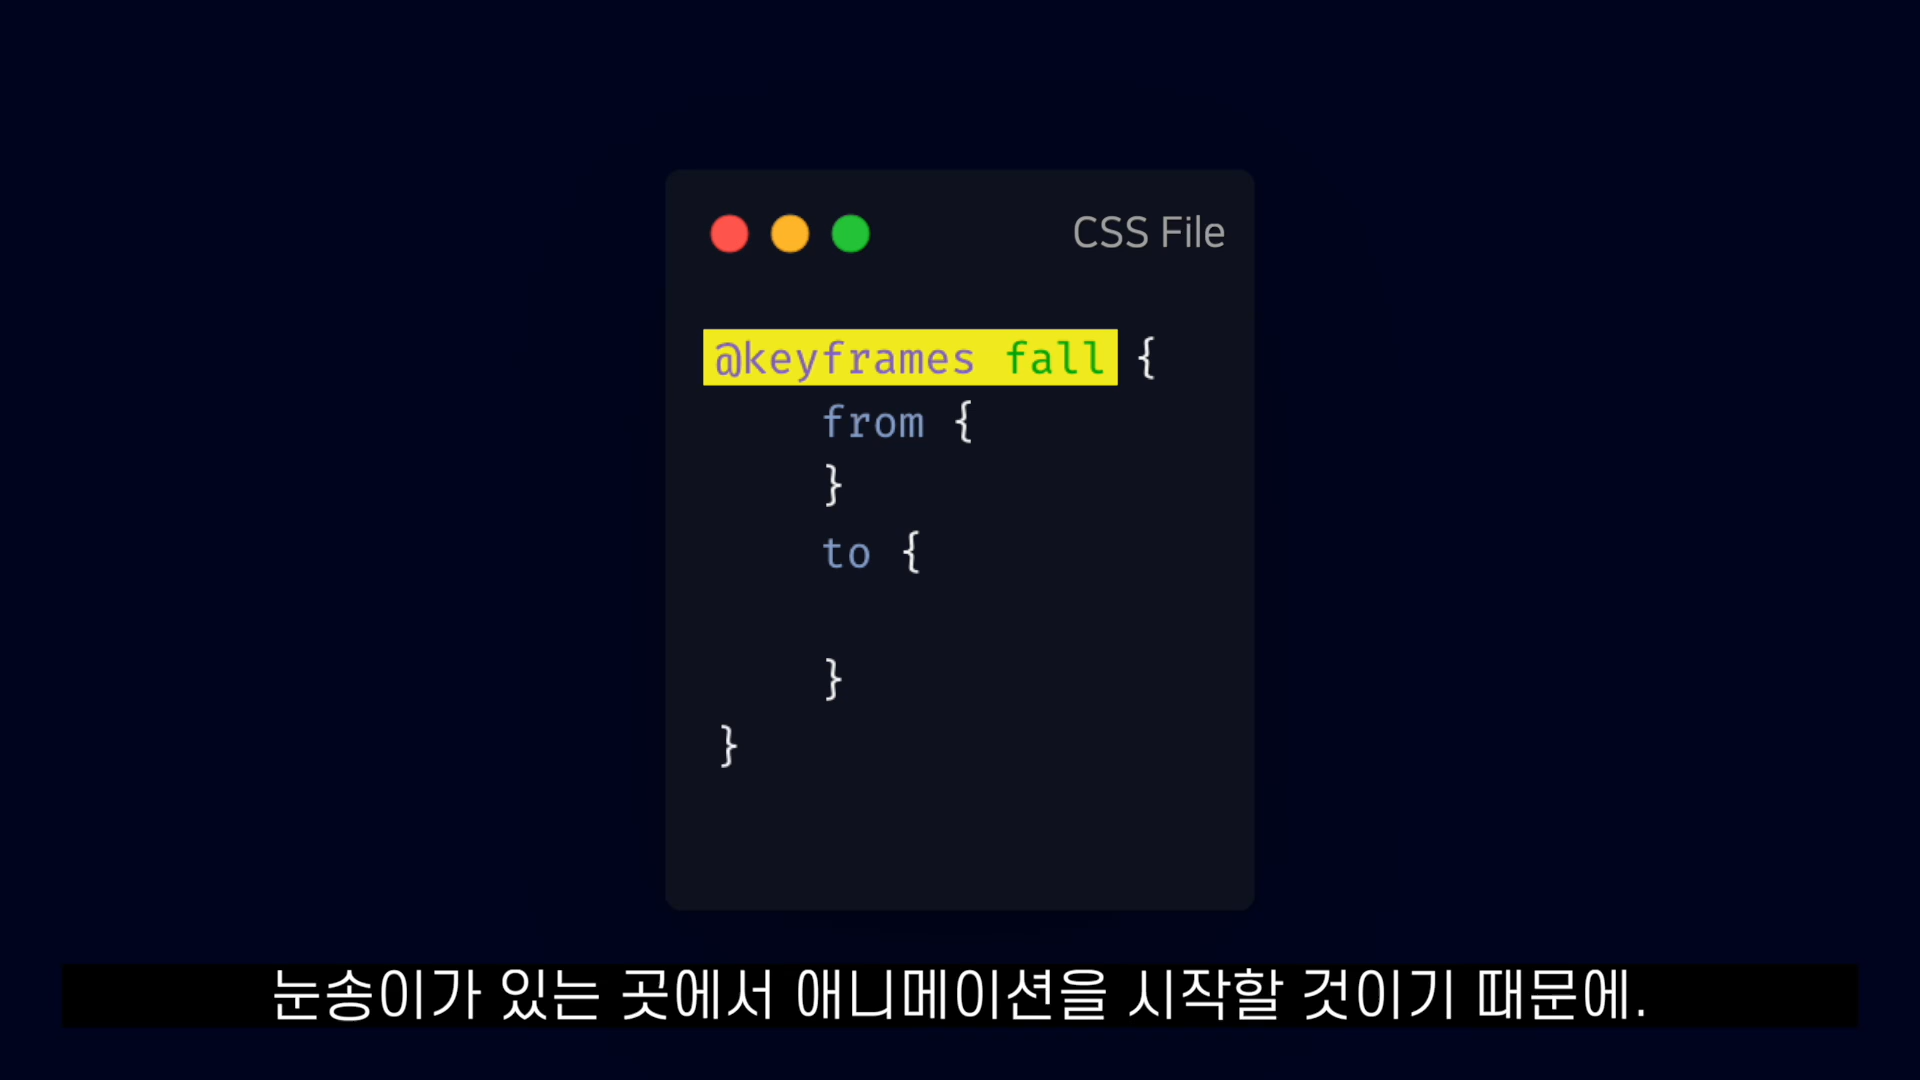 CSS File
@keyframes fall {
from {
}
to {
}
}
눈송이가 있는 곳에서 애니메이션을 시작할 것이기 때문에.